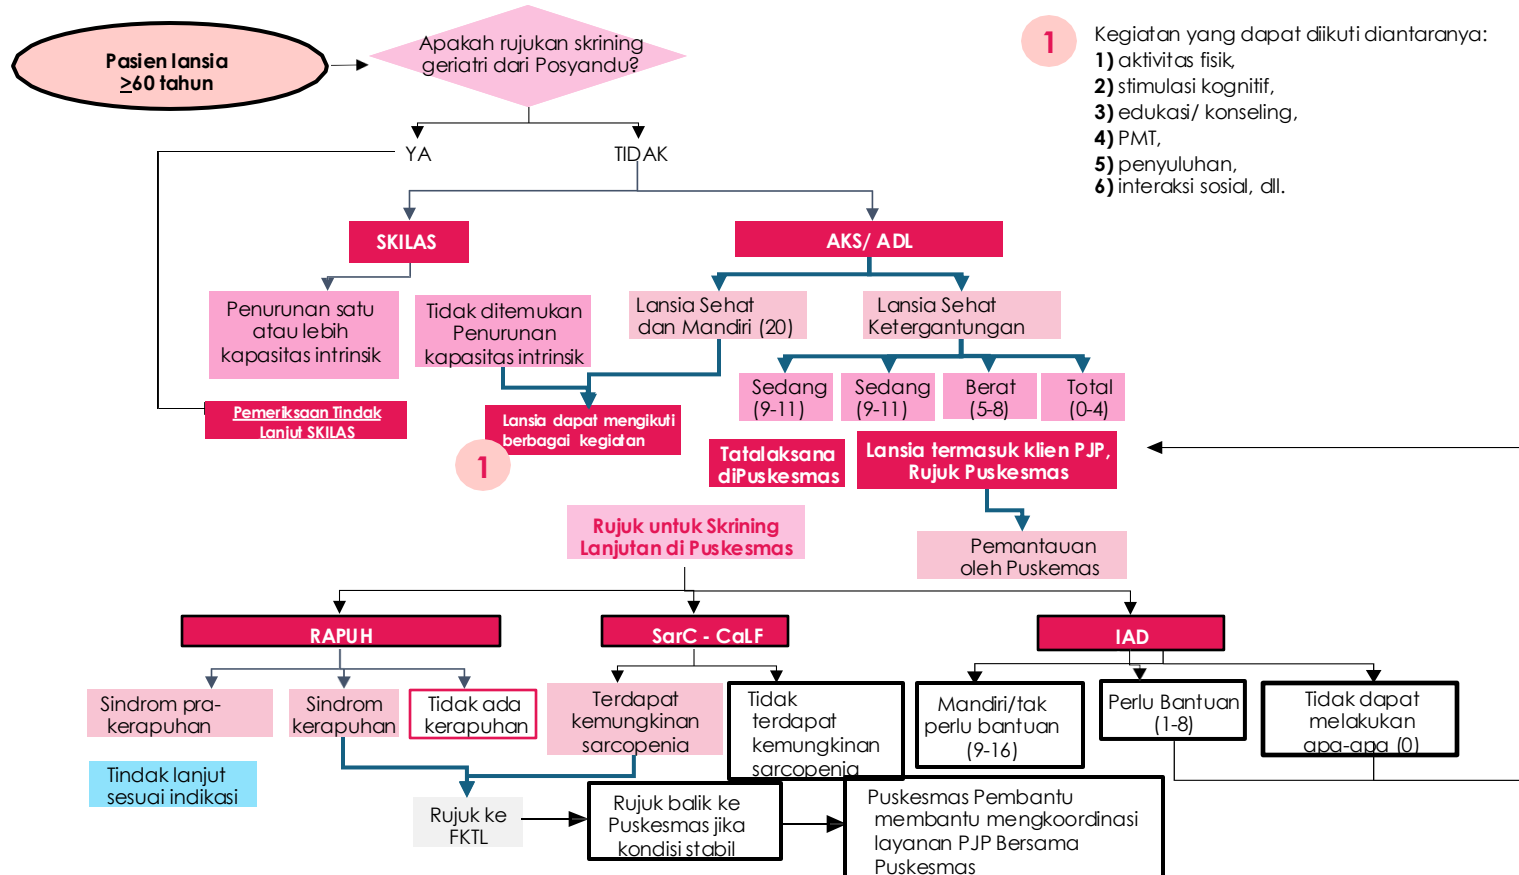 Pasien lansia
≥60 tahun
Apakah rujukan skrining
geriatri dari Posyandu?
1
Kegiatan yang dapat diikuti diantaranya:
1) aktivitas fisik,
2) stimulasi kognitif,
3) edukasi/ konseling,
4) PMT,
5) penyuluhan,
6) interaksi sosial, dll.
YA
TIDAK
SKILAS
AKS/ ADL
Penurunan satu
atau lebih
kapasitas intrinsik
Tidak ditemukan
Penurunan
kapasitas intrinsik
Lansia Sehat
dan Mandiri (20)
Lansia Sehat
Ketergantungan
Sedang
(9-11)
Sedang
(9-11)
Berat
(5-8)
Total
(0-4)
Pemeriksaan Tindak
Lanjut SKILAS
Lansia dapat mengikuti
berbagai kegiatan
1
Tatalaksana
diPuskesmas
Lansia termasuk klien PJP,
Rujuk Puskesmas
Rujuk untuk Skrining
Lanjutan di Puskesmas
Pemantauan
oleh Puskemas
RAPUH
SarC - CaLF
IAD
Sindrom pra-
kerapuhan
Sindrom
kerapuhan
Tidak ada
kerapuhan
Terdapat
kemungkinan
sarcopenia
Tidak
terdapat
kemungkinan
sarcopenia
Mandiri/tak
perlu bantuan
(9-16)
Perlu Bantuan
(1-8)
Tidak dapat
melakukan
apa-apa (0)
Tindak lanjut
sesuai indikasi
Rujuk ke
FKTL
Rujuk balik ke
Puskesmas jika
kondisi stabil
Puskesmas Pembantu
membantu mengkoordinasi
layanan PJP Bersama
Puskesmas